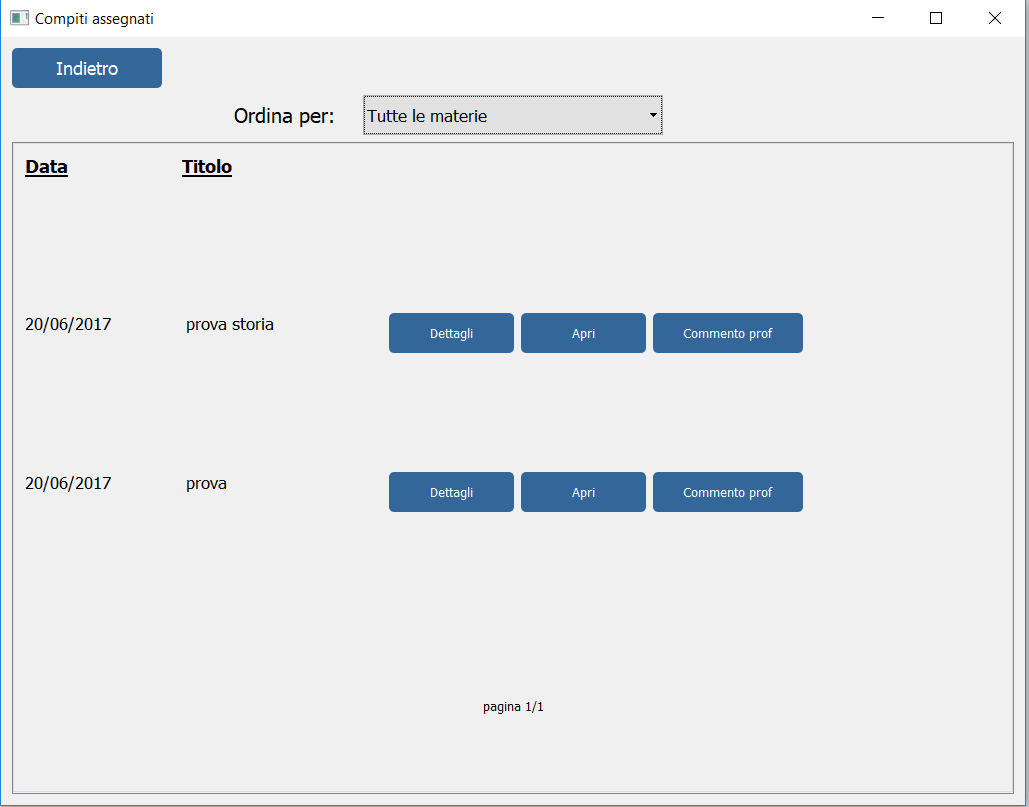 Compiti assegnati
Indietro
Ordina per: Tutte le materie
Data Titolo
20/06/2017 prova storia Dettagli Apri Commento prof
20/06/2017 prova Dettagli Apri Commento prof
pagina 1/1